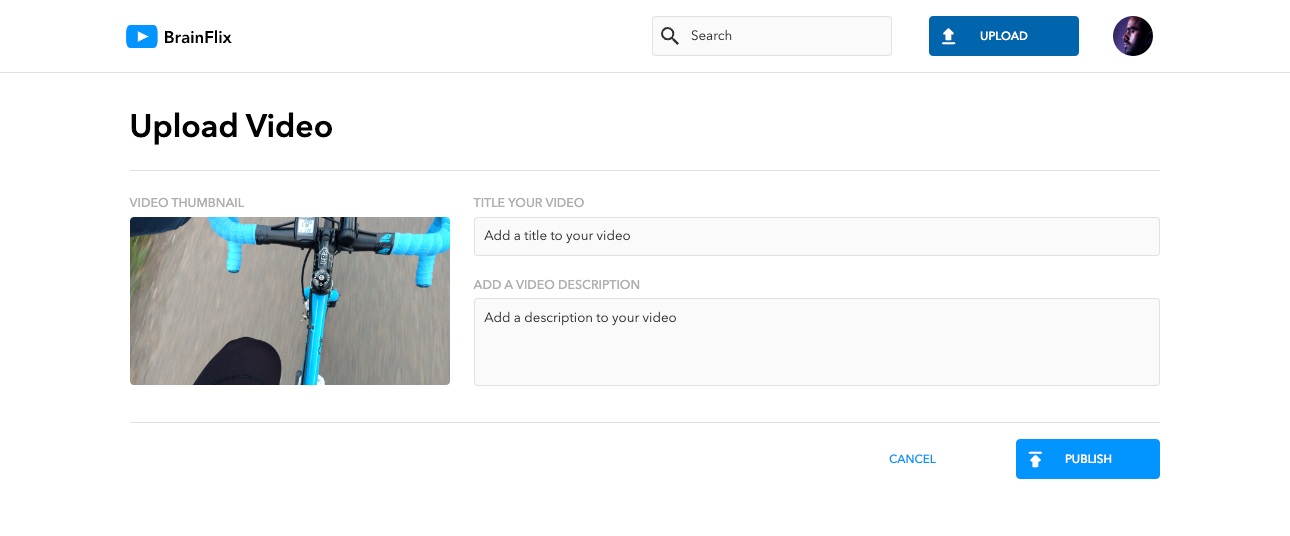 BrainFlix
Search
UPLOAD
Upload Video
VIDEO THUMBNAIL
TITLE YOUR VIDEO
Add a title to your video
ADD A VIDEO DESCRIPTION
Add a description to your video
CANCEL
PUBLISH